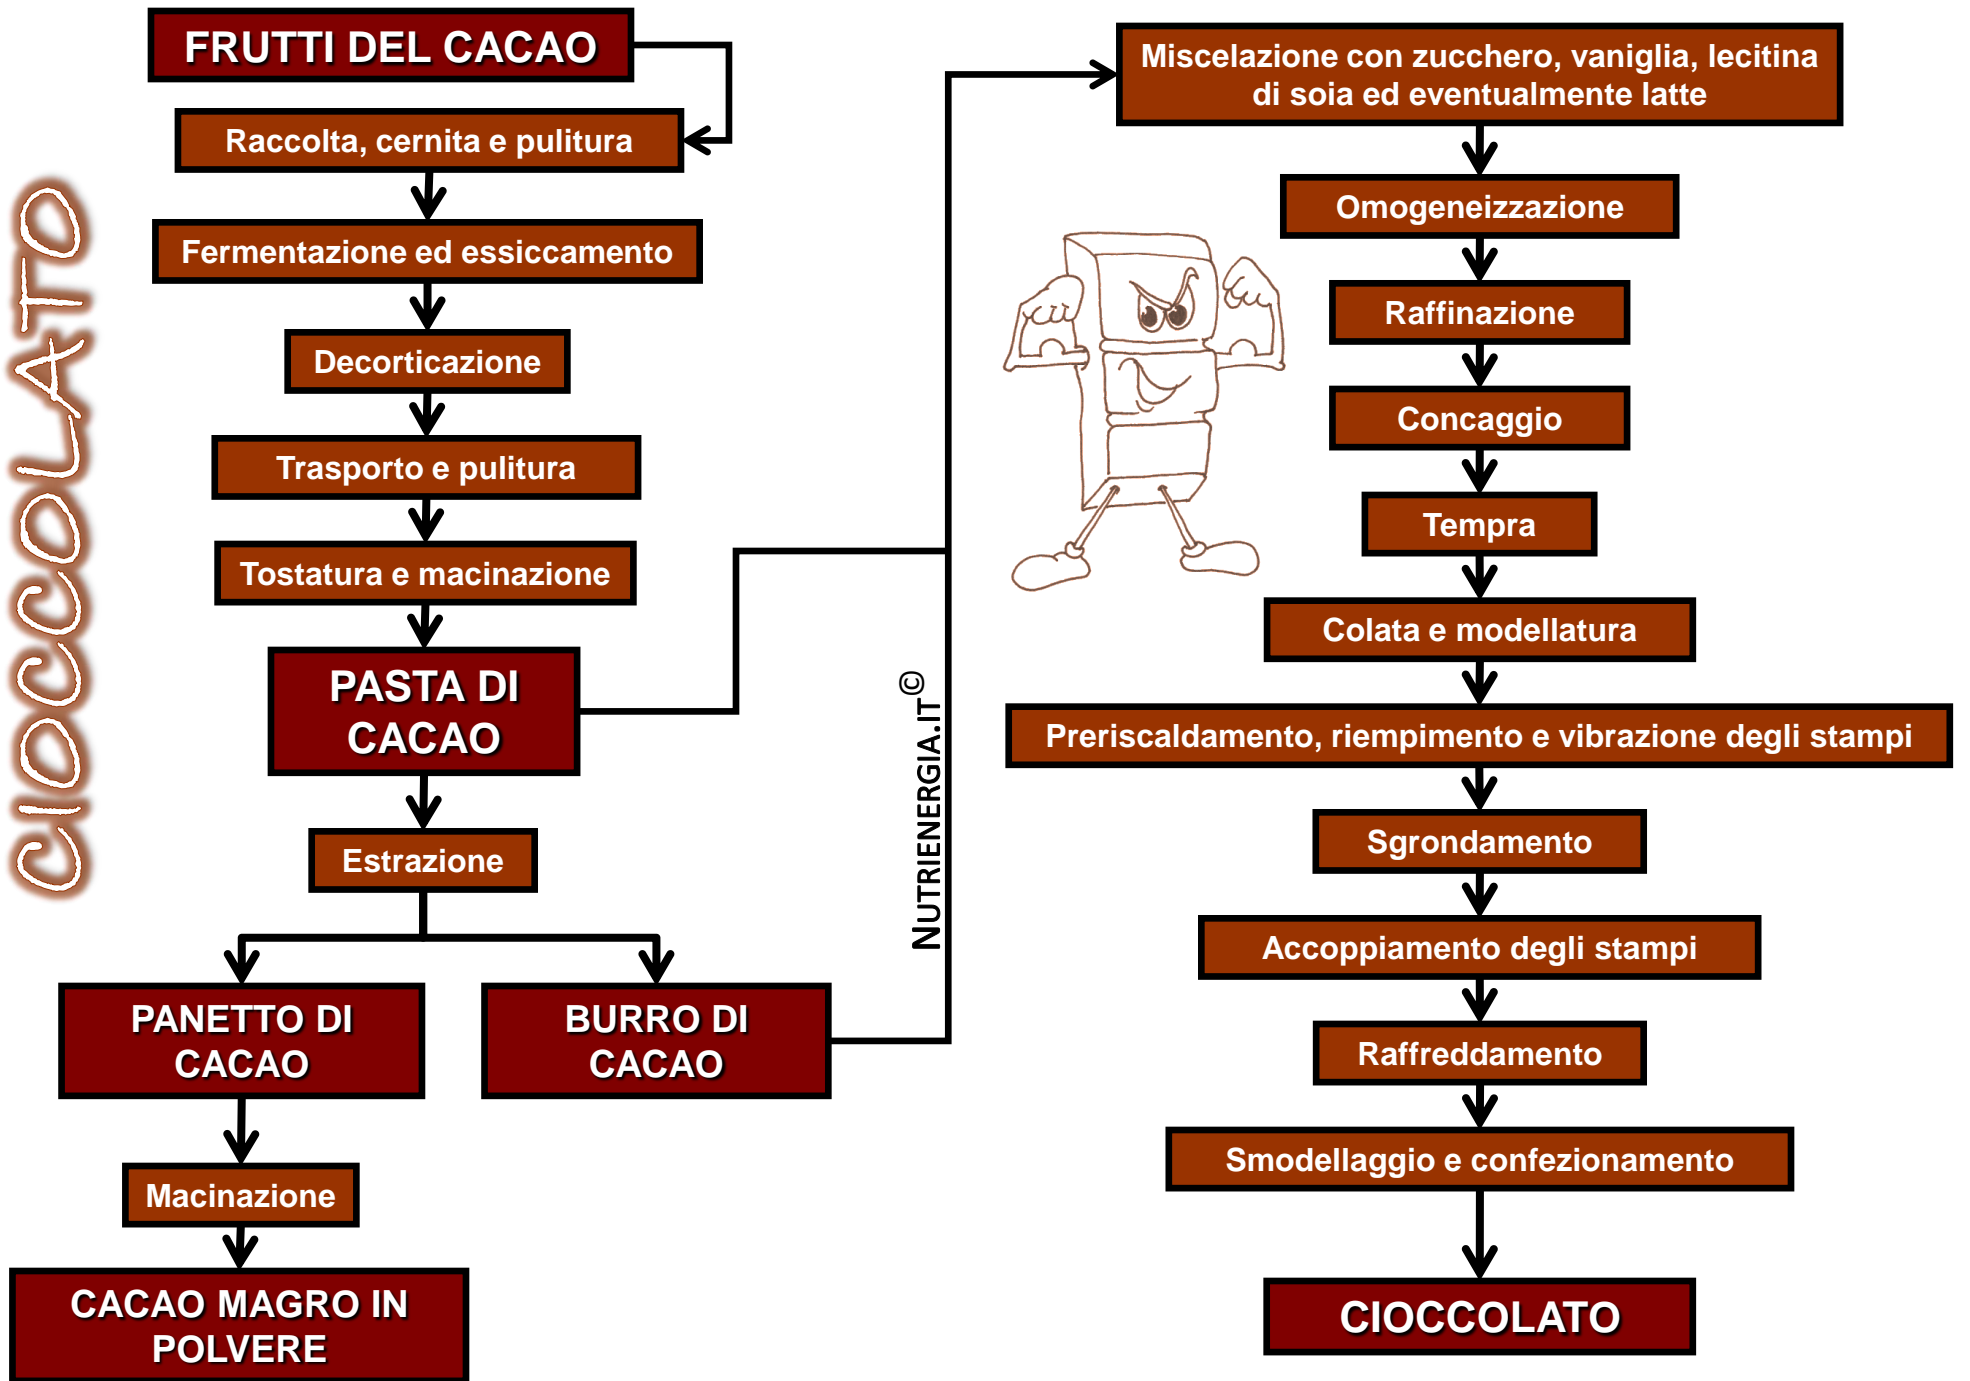 CIOCCOLATO
FRUTTI DEL CACAO
Raccolta, cernita e pulitura
Fermentazione ed essiccamento
Decorticazione
Trasporto e pulitura
Tostatura e macinazione
PASTA DI
CACAO
Estrazione
PANETTO DI
CACAO
BURRO DI
CACAO
Macinazione
CACAO MAGRO IN
POLVERE
NUTRIENERGIA.IT©
Miscelazione con zucchero, vaniglia, lecitina
di soia ed eventualmente latte
Omogeneizzazione
Raffinazione
Concaggio
Tempra
Colata e modellatura
Preriscaldamento, riempimento e vibrazione degli stampi
Sgrondamento
Accoppiamento degli stampi
Raffreddamento
Smodellaggio e confezionamento
CIOCCOLATO